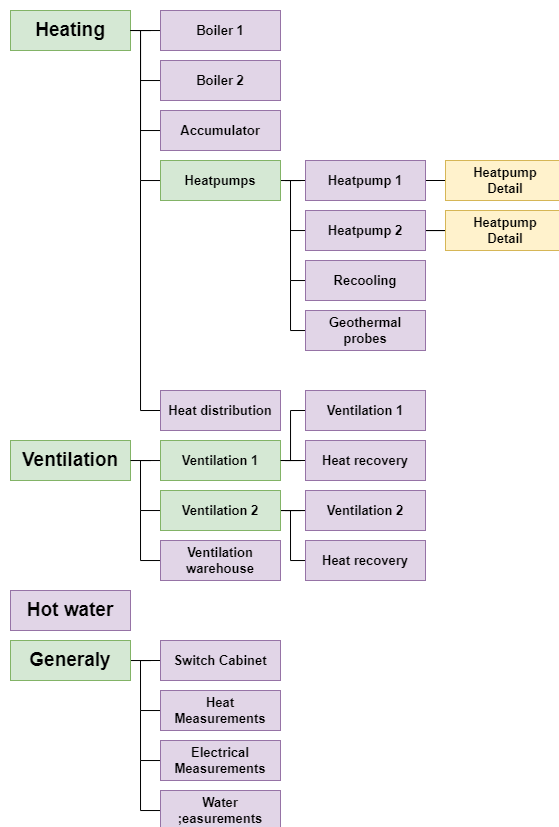 Heating
Boiler 1
Boiler 2
Accumulator
Heatpumps
Heatpump 1
Heatpump
Detail
Heatpump 2
Heatpump
Detail
Recooling
Geothermal
probes
Heat distribution
Ventilation 1
Ventilation
Ventilation 1
Heat recovery
Ventilation 2
Ventilation 2
Ventilation
warehouse
Heat recovery
Hot water
Generaly
Switch Cabinet
Heat
Measurements
Electrical
Measurements
Water
;easurements